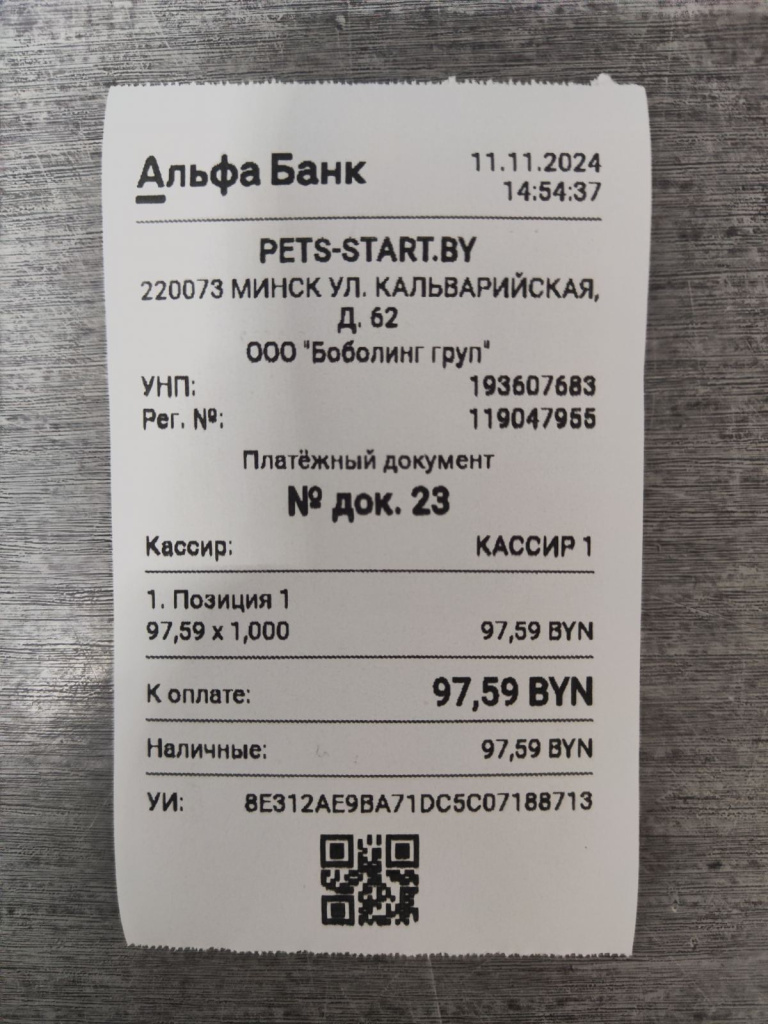 Альфа Банк
11.11.2024
14:54:37
PETS-START.BY
220073 МИНСК УЛ. КАЛЬВАРИЙСКАЯ,
Д. 62
ООО "Боболинг груп"
УНП: 193607683
Рег. №: 119047955
Платёжный документ
№ док. 23
Кассир: КАССИР 1
1. Позиция 1
97,59 x 1,000 97,59 BYN
К оплате: 97,59 BYN
Наличные: 97,59 BYN
УИ: 8E312AE9BA71DC5C07188713